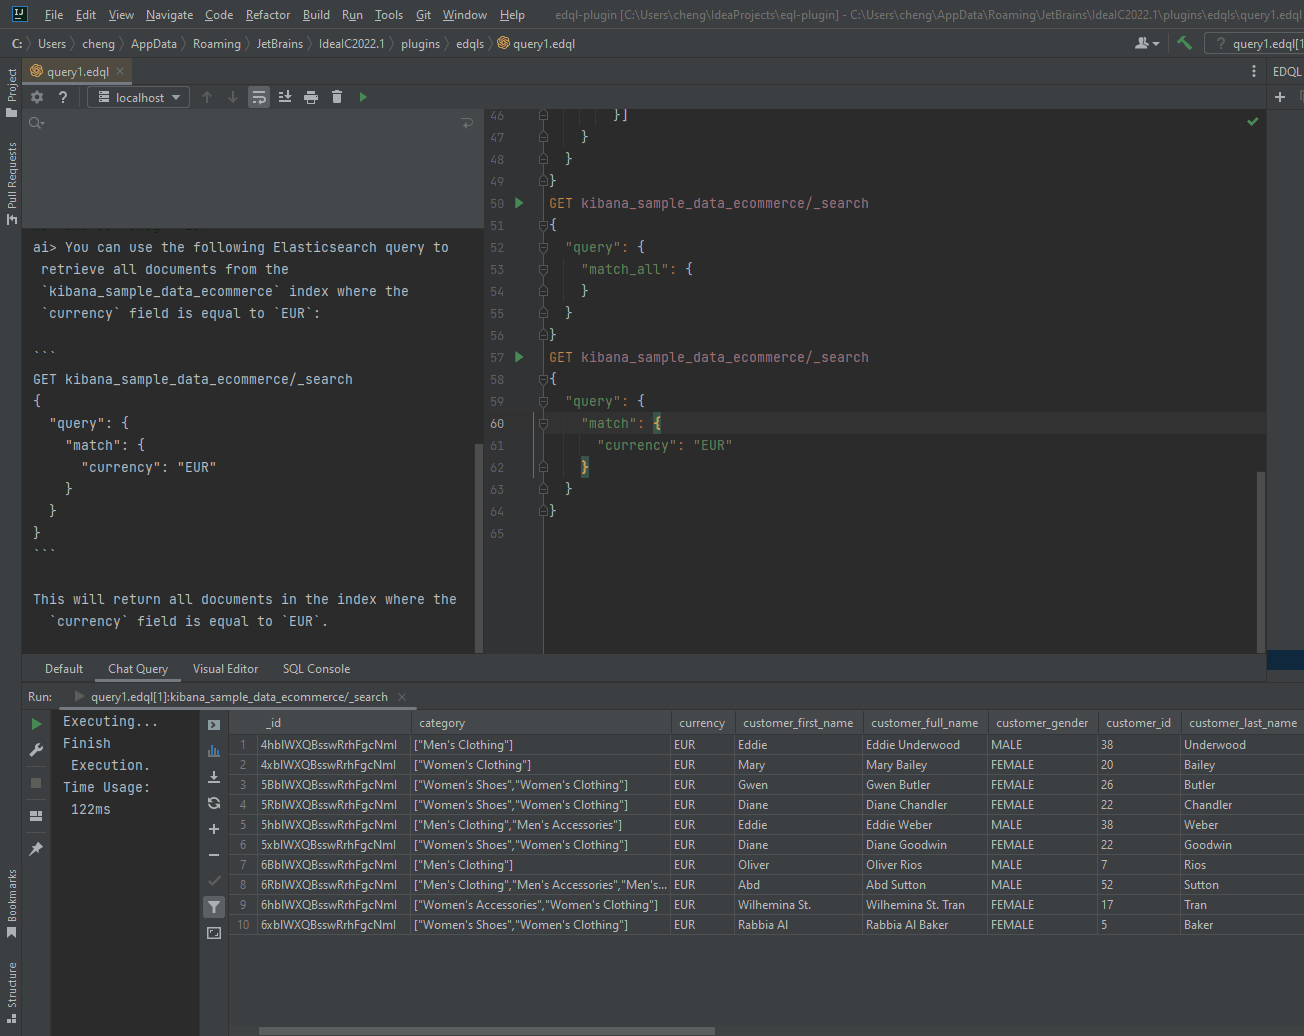 IJ File Edit View Navigate Code Refactor Build Run Tools Git Window Help edql-plugin [C:\Users\cheng\IdeaProjects\eql-plugin] - C:\Users\cheng\AppData\Roaming\JetBrains\IdealC2022.1\plugins\edqls\query1.edql
C: Users cheng AppData Roaming JetBrains IdealC2022.1 plugins edqls query1.edql ? query1.edql[1
Project
Pull Requests
Bookmarks
Structure
query1.edql
EDQL
? localhost
ai> You can use the following Elasticsearch query to
retrieve all documents from the
`kibana_sample_data_ecommerce` index where the
`currency` field is equal to `EUR`:
```
GET kibana_sample_data_ecommerce/_search
{
"query": {
"match": {
"currency": "EUR"
}
}
}
```
This will return all documents in the index where the
`currency` field is equal to `EUR`.
46 }]
47 }
48 }
49 }
50 GET kibana_sample_data_ecommerce/_search
51 {
52 "query": {
53 "match_all": {
54 }
55 }
56 }
57 GET kibana_sample_data_ecommerce/_search
58 {
59 "query": {
60 "match": {
61 "currency": "EUR"
62 }
63 }
64 }
65
Default Chat Query Visual Editor SQL Console
Run: query1.edql[1]:kibana_sample_data_ecommerce/_search
Executing...
Finish
Execution.
Time Usage:
122ms
_id category currency customer_first_name customer_full_name customer_gender customer_id customer_last_name
1 4hblWXQBsswRrhFgcNml ["Men's Clothing"] EUR Eddie Eddie Underwood MALE 38 Underwood
2 4xblWXQBsswRrhFgcNml ["Women's Clothing"] EUR Mary Mary Bailey FEMALE 20 Bailey
3 5BblWXQBsswRrhFgcNml ["Women's Shoes","Women's Clothing"] EUR Gwen Gwen Butler FEMALE 26 Butler
4 5RblWXQBsswRrhFgcNml ["Women's Shoes","Women's Clothing"] EUR Diane Diane Chandler FEMALE 22 Chandler
5 5hblWXQBsswRrhFgcNml ["Men's Clothing","Men's Accessories"] EUR Eddie Eddie Weber MALE 38 Weber
6 5xblWXQBsswRrhFgcNml ["Women's Shoes","Women's Clothing"] EUR Diane Diane Goodwin FEMALE 22 Goodwin
7 6BblWXQBsswRrhFgcNml ["Men's Clothing"] EUR Oliver Oliver Rios MALE 7 Rios
8 6RblWXQBsswRrhFgcNml ["Men's Clothing","Men's Accessories","Men's... EUR Abd Abd Sutton MALE 52 Sutton
9 6hblWXQBsswRrhFgcNml ["Women's Accessories","Women's Clothing"] EUR Wilhemina St. Wilhemina St. Tran FEMALE 17 Tran
10 6xblWXQBsswRrhFgcNml ["Women's Shoes","Women's Clothing"] EUR Rabbia Al Rabbia Al Baker FEMALE 5 Baker